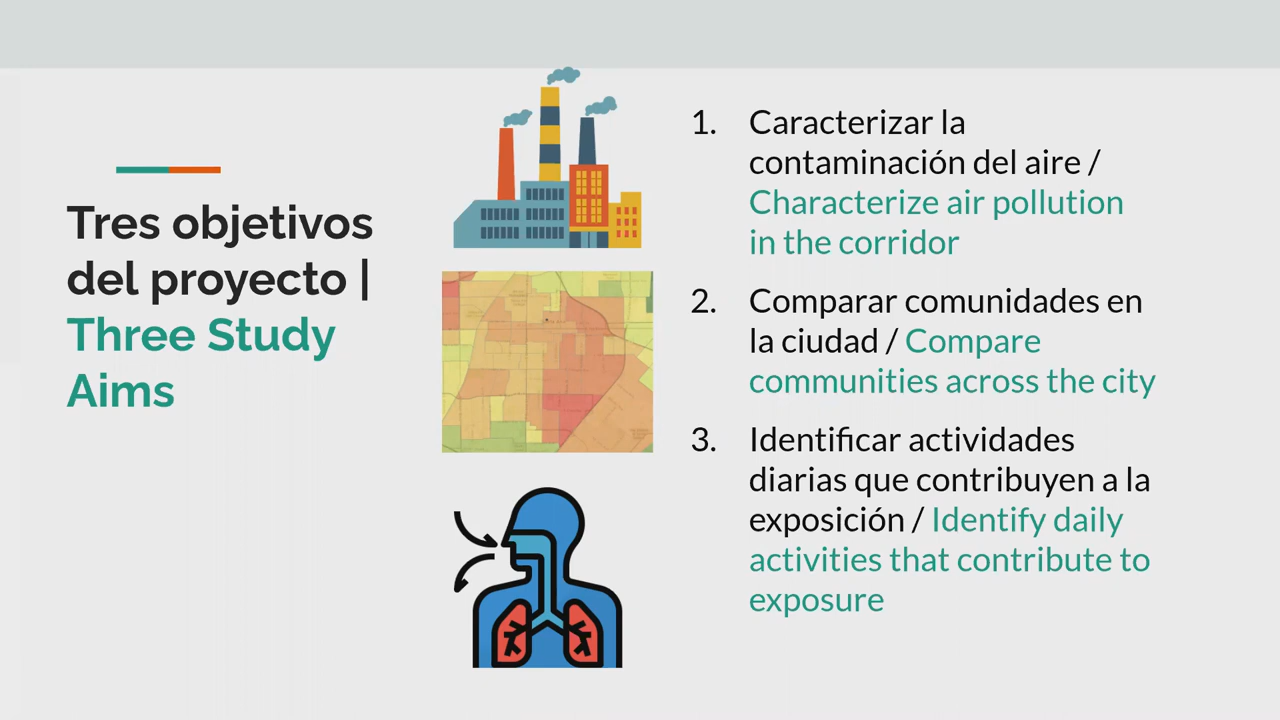 Tres objetivos
del proyecto |
Three Study
Aims
1. Caracterizar la
contaminación del aire /
Characterize air pollution
in the corridor
2. Comparar comunidades en
la ciudad / Compare
communities across the city
3. Identificar actividades
diarias que contribuyen a la
exposición / Identify daily
activities that contribute to
exposure